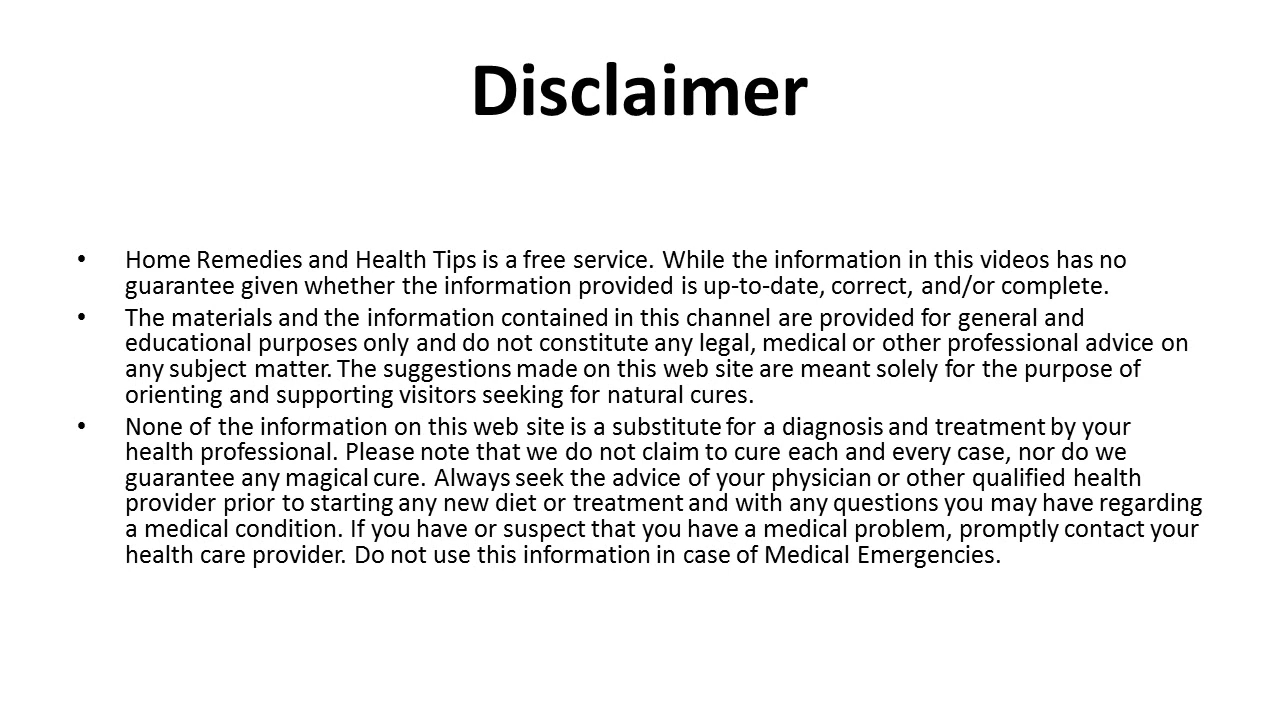 Disclaimer
• Home Remedies and Health Tips is a free service. While the information in this videos has no
guarantee given whether the information provided is up-to-date, correct, and/or complete.
• The materials and the information contained in this channel are provided for general and
educational purposes only and do not constitute any legal, medical or other professional advice on
any subject matter. The suggestions made on this web site are meant solely for the purpose of
orienting and supporting visitors seeking for natural cures.
• None of the information on this web site is a substitute for a diagnosis and treatment by your
health professional. Please note that we do not claim to cure each and every case, nor do we
guarantee any magical cure. Always seek the advice of your physician or other qualified health
provider prior to starting any new diet or treatment and with any questions you may have regarding
a medical condition. If you have or suspect that you have a medical problem, promptly contact your
health care provider. Do not use this information in case of Medical Emergencies.